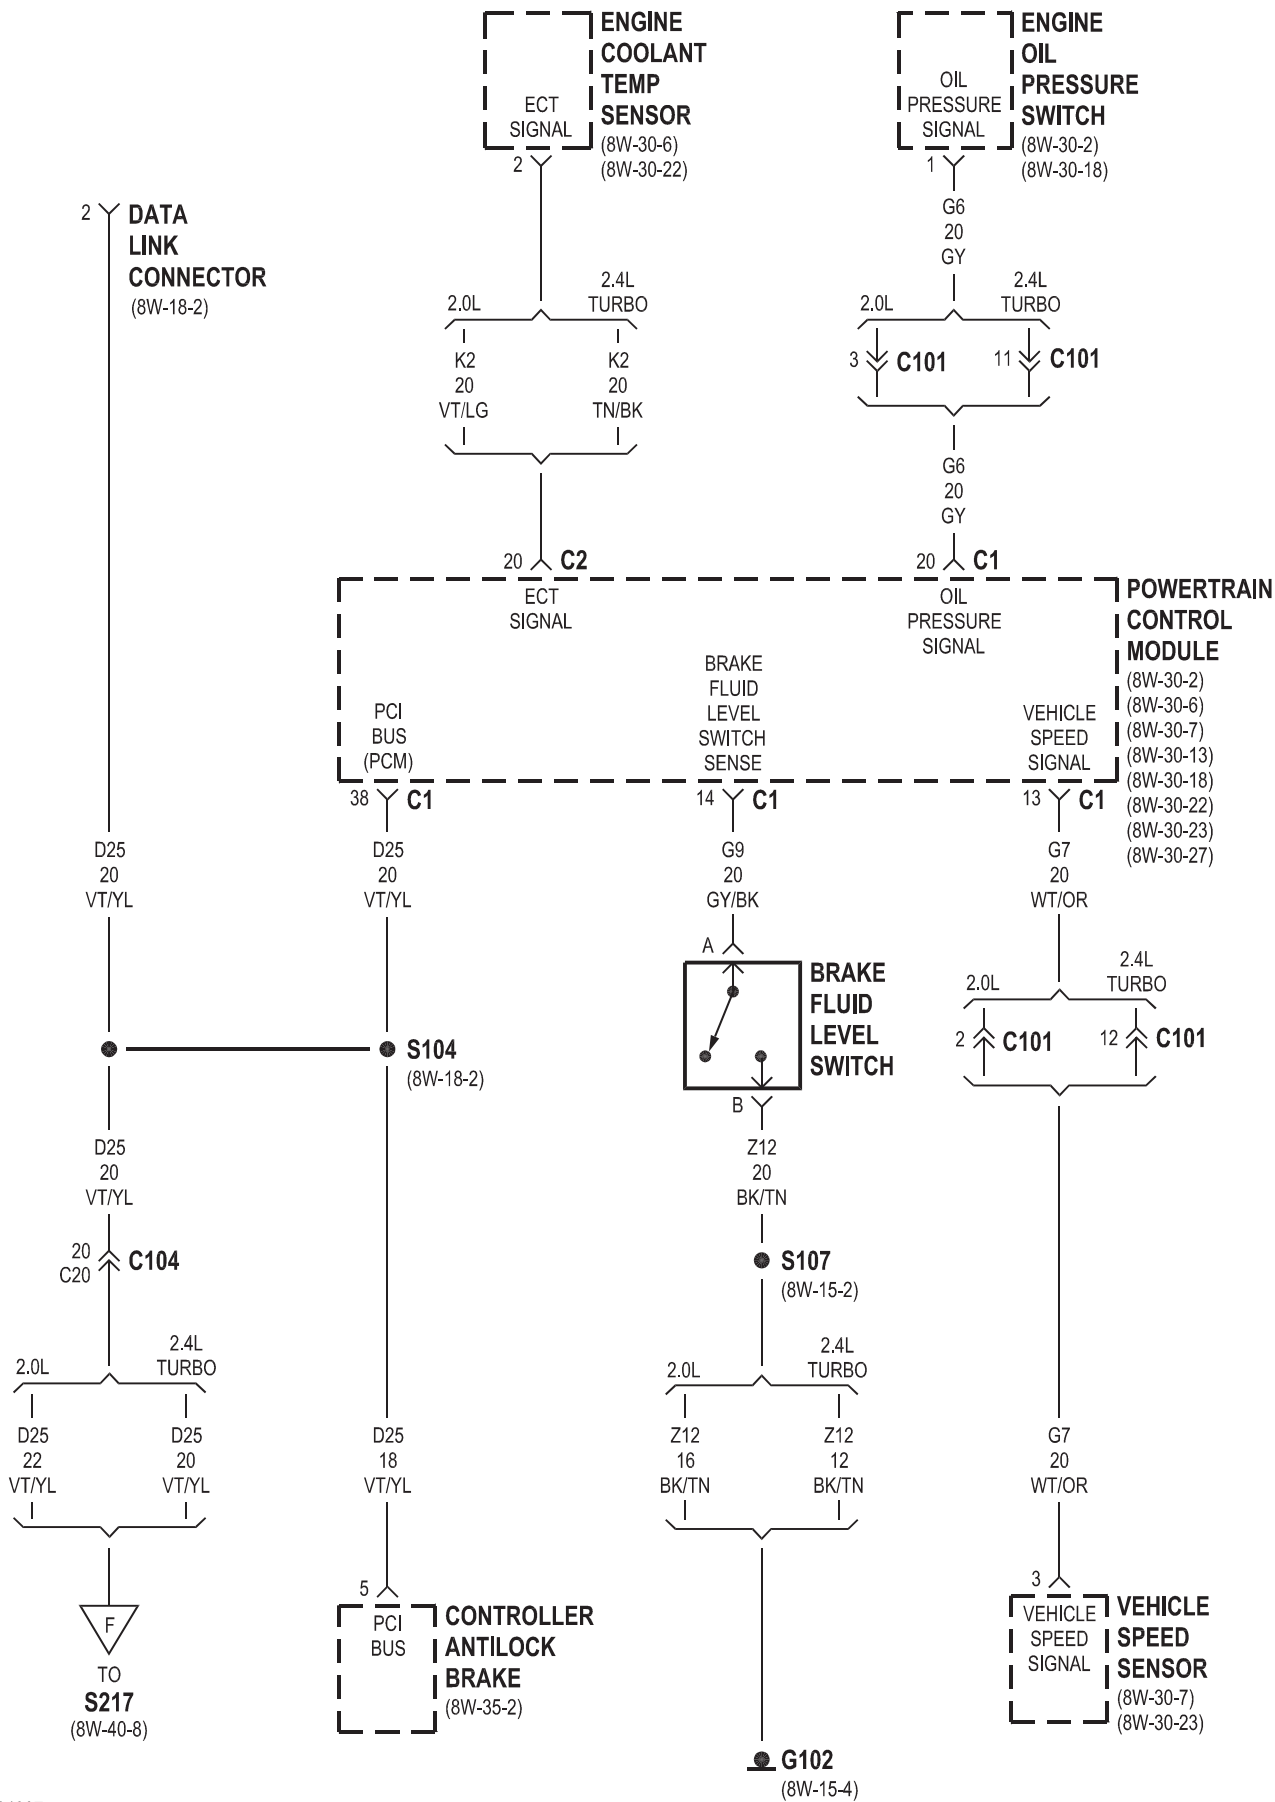 ENGINE
COOLANT
TEMP
SENSOR
(8W-30-6)
(8W-30-22)
ECT
SIGNAL
2
ENGINE
OIL
PRESSURE
SWITCH
(8W-30-2)
(8W-30-18)
OIL
PRESSURE
SIGNAL
1
G6
20
GY
2 DATA
LINK
CONNECTOR
(8W-18-2)
2.0L
2.4L
TURBO
K2
20
VT/LG
K2
20
TN/BK
2.0L
2.4L
TURBO
3 C101
11 C101
G6
20
GY
20 C2
20 C1
ECT
SIGNAL
OIL
PRESSURE
SIGNAL
POWERTRAIN
CONTROL
MODULE
(8W-30-2)
(8W-30-6)
(8W-30-7)
(8W-30-13)
(8W-30-18)
(8W-30-22)
(8W-30-23)
(8W-30-27)
PCI
BUS
(PCM)
BRAKE
FLUID
LEVEL
SWITCH
SENSE
VEHICLE
SPEED
SIGNAL
38 C1
14 C1
13 C1
D25
20
VT/YL
D25
20
VT/YL
G9
20
GY/BK
G7
20
WT/OR
A
BRAKE
FLUID
LEVEL
SWITCH
B
2.0L
2.4L
TURBO
2 C101
12 C101
S104
(8W-18-2)
D25
20
VT/YL
Z12
20
BK/TN
20
C20
C104
S107
(8W-15-2)
2.0L
2.4L
TURBO
D25
22
VT/YL
D25
20
VT/YL
D25
18
VT/YL
2.0L
2.4L
TURBO
Z12
16
BK/TN
Z12
12
BK/TN
G7
20
WT/OR
F
TO
S217
(8W-40-8)
5
PCI
BUS
CONTROLLER
ANTILOCK
BRAKE
(8W-35-2)
3
VEHICLE
SPEED
SIGNAL
VEHICLE
SPEED
SENSOR
(8W-30-7)
(8W-30-23)
G102
(8W-15-4)